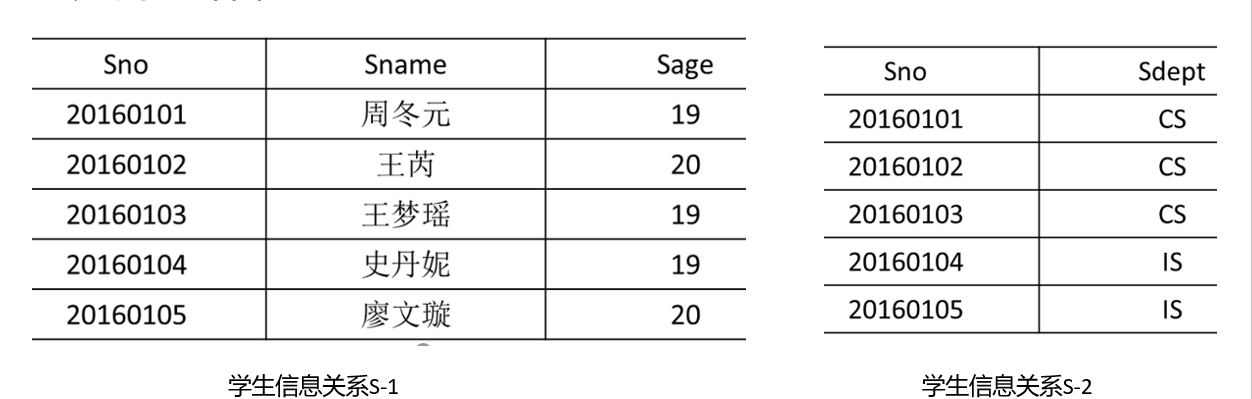 Sno Sname Sage
20160101 周冬元 19
20160102 王芮 20
20160103 王梦瑶 19
20160104 史丹妮 19
20160105 廖文璇 20
学生信息关系S-1
Sno Sdept
20160101 CS
20160102 CS
20160103 CS
20160104 IS
20160105 IS
学生信息关系S-2